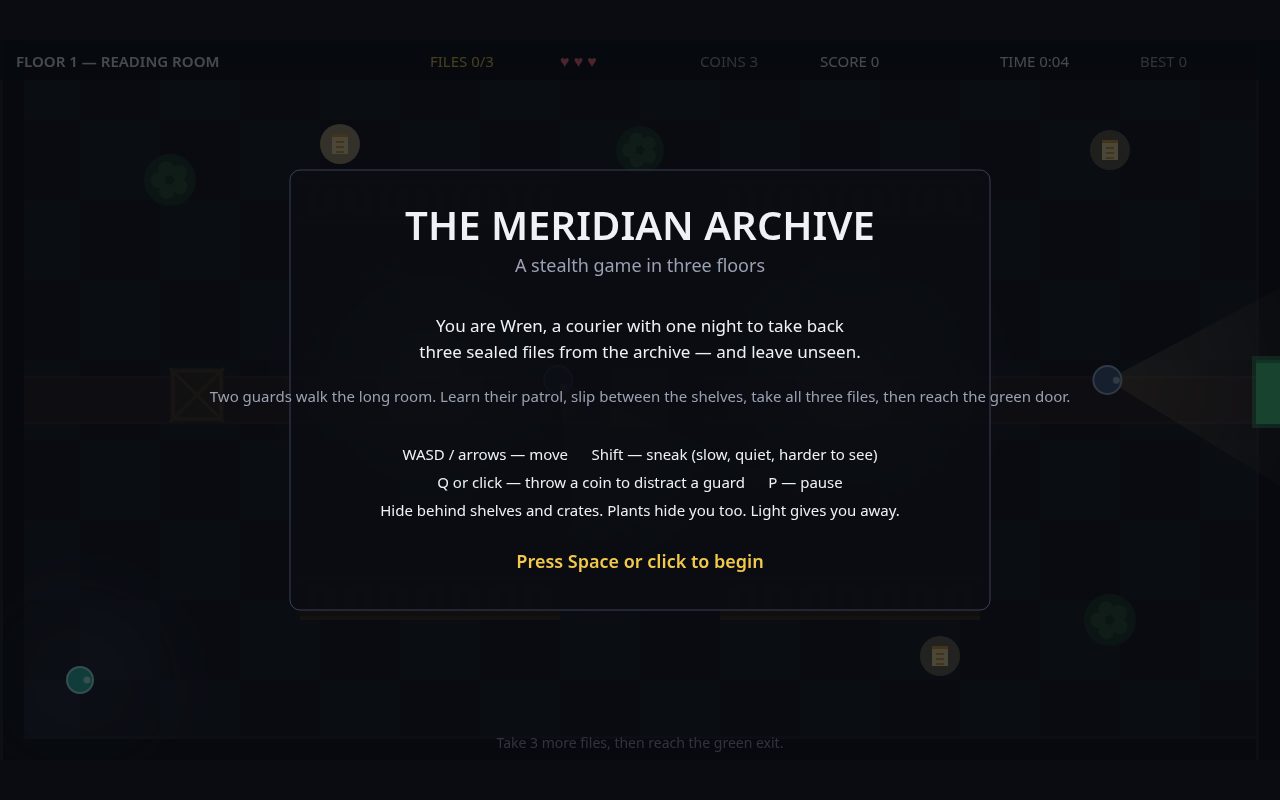 FLOOR 1 — READING ROOM FILES 0/3 ♥ ♥ ♥ COINS 3 SCORE 0 TIME 0:04 BEST 0
THE MERIDIAN ARCHIVE
A stealth game in three floors
You are Wren, a courier with one night to take back
three sealed files from the archive — and leave unseen.
Two guards walk the long room. Learn their patrol, slip between the shelves, take all three files, then reach the green door.
WASD / arrows — move Shift — sneak (slow, quiet, harder to see)
Q or click — throw a coin to distract a guard P — pause
Hide behind shelves and crates. Plants hide you too. Light gives you away.
Press Space or click to begin
Take 3 more files, then reach the green exit.